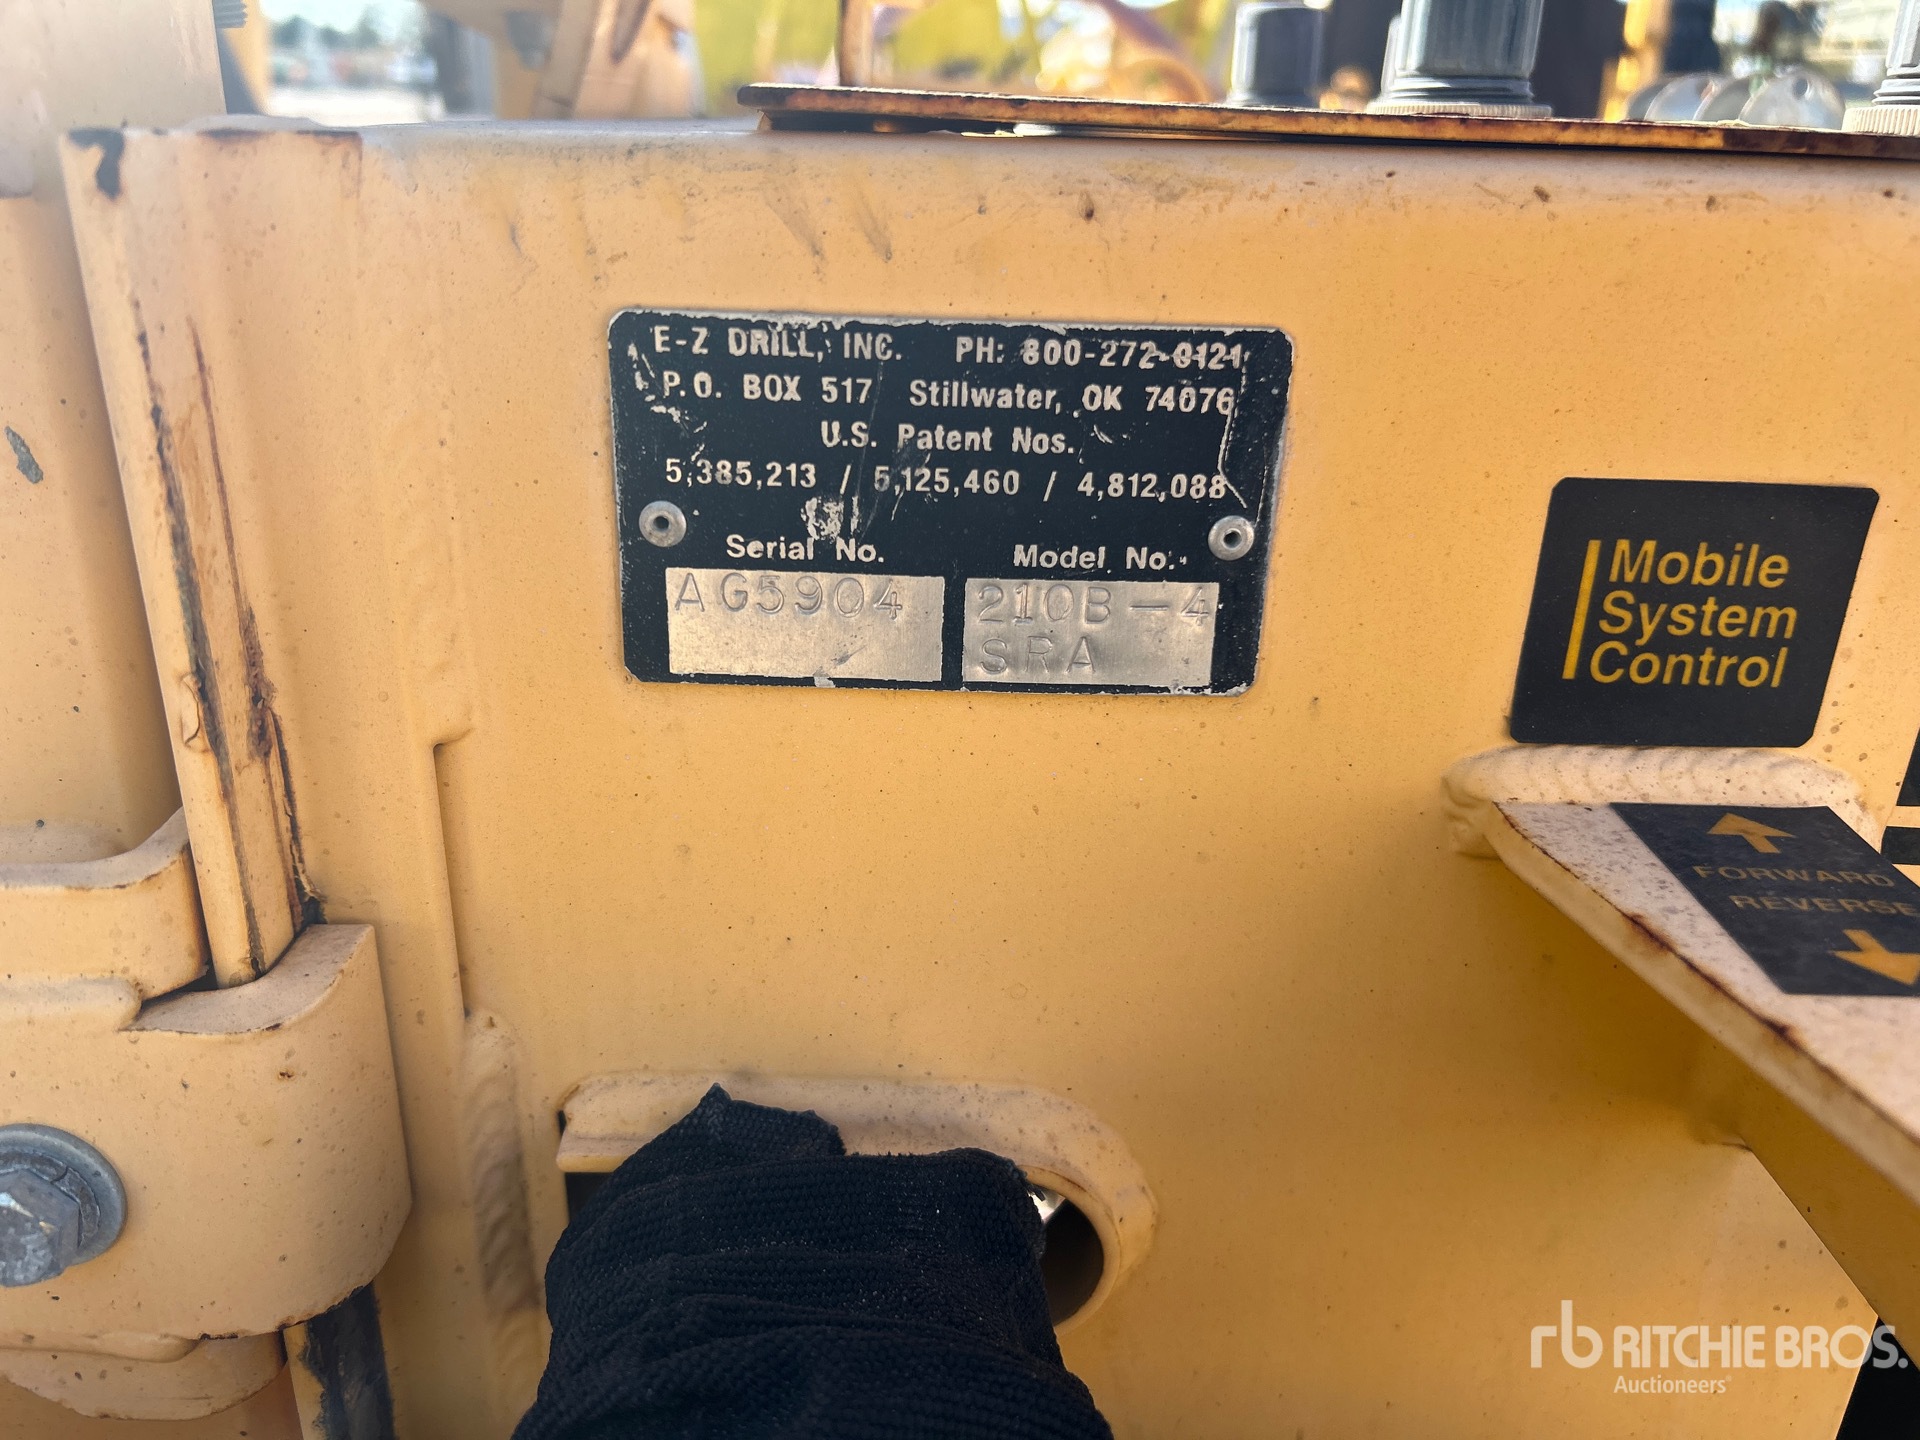 E-Z DRILL, INC. PH: 800-272-0121
P.O. BOX 517 Stillwater, OK 74076
U.S. Patent Nos.
5,385,213 / 5,125,460 / 4,812,088
Serial No. Model No.
AG5904 210B-4
SRA
Mobile
System
Control
FORWARD
REVERSE
rb RITCHIE BROS.
Auctioneers